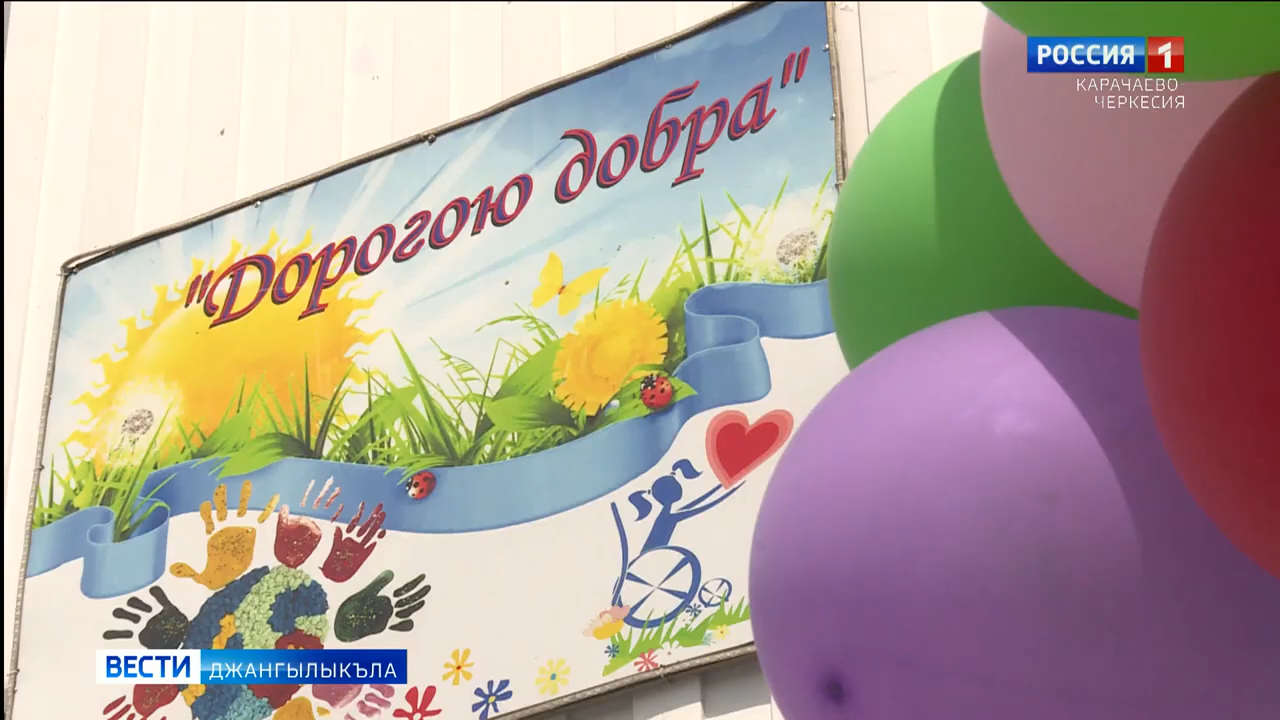 РОССИЯ 1
КАРАЧАЕВО
ЧЕРКЕСИЯ
"Дорогою добра"
ВЕСТИ ДЖАНГЫЛЫКЪЛА